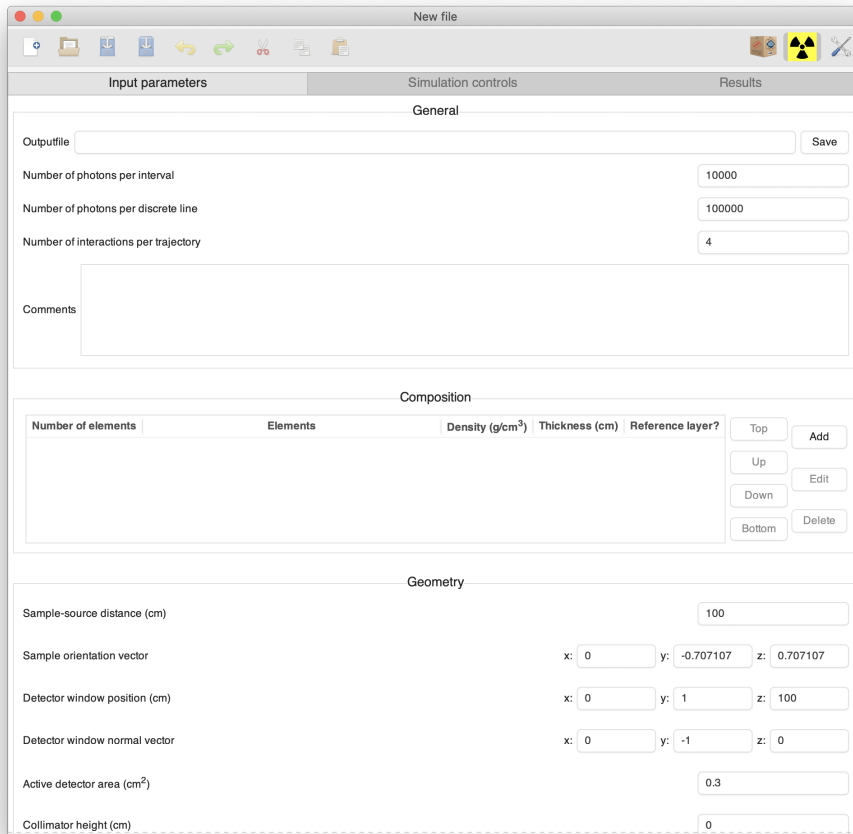 New file
Input parameters Simulation controls Results
General
Outputfile Save
Number of photons per interval 10000
Number of photons per discrete line 100000
Number of interactions per trajectory 4
Comments
Composition
Number of elements Elements Density (g/cm³) Thickness (cm) Reference layer?
Top
Add
Up
Edit
Down
Delete
Bottom
Geometry
Sample-source distance (cm) 100
Sample orientation vector x: 0 y: -0.707107 z: 0.707107
Detector window position (cm) x: 0 y: 1 z: 100
Detector window normal vector x: 0 y: -1 z: 0
Active detector area (cm²) 0.3
Collimator height (cm) 0